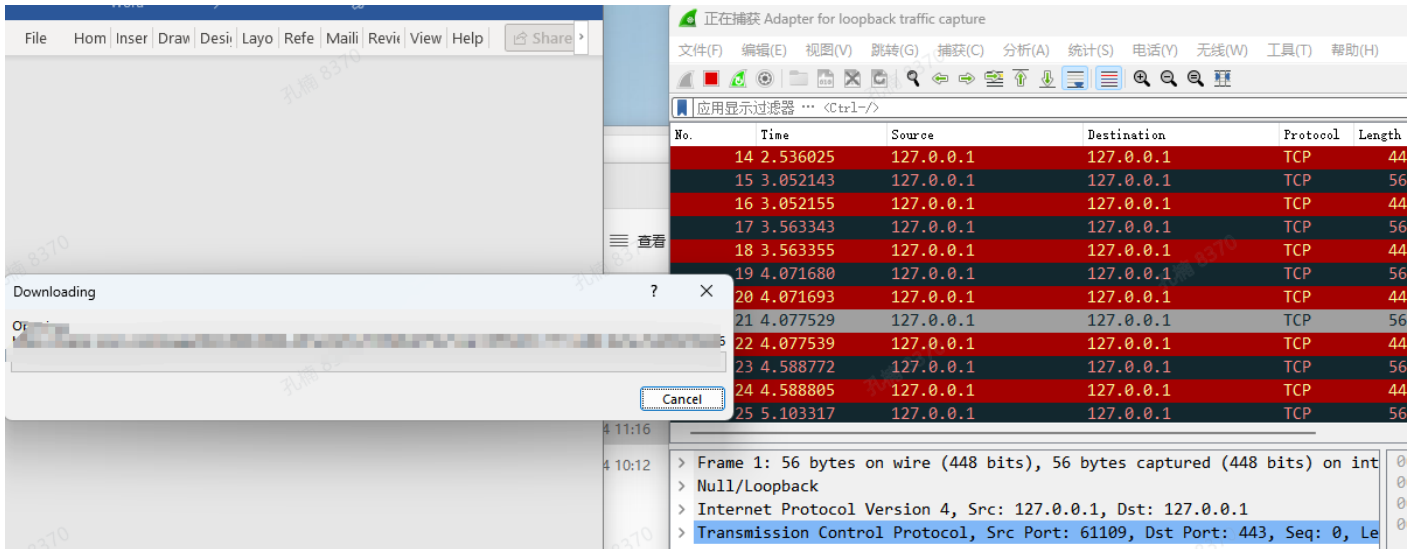 File Hom Inser Draw Desi Layo Refe Maili Revie View Help Share
正在捕获 Adapter for loopback traffic capture
文件(F) 编辑(E) 视图(V) 跳转(G) 捕获(C) 分析(A) 统计(S) 电话(Y) 无线(W) 工具(T) 帮助(H)
应用显示过滤器 … <Ctrl-/>
No. Time Source Destination Protocol Length
14 2.536025 127.0.0.1 127.0.0.1 TCP 44
15 3.052143 127.0.0.1 127.0.0.1 TCP 56
16 3.052155 127.0.0.1 127.0.0.1 TCP 44
17 3.563343 127.0.0.1 127.0.0.1 TCP 56
18 3.563355 127.0.0.1 127.0.0.1 TCP 44
19 4.071680 127.0.0.1 127.0.0.1 TCP 56
20 4.071693 127.0.0.1 127.0.0.1 TCP 44
21 4.077529 127.0.0.1 127.0.0.1 TCP 56
22 4.077539 127.0.0.1 127.0.0.1 TCP 44
23 4.588772 127.0.0.1 127.0.0.1 TCP 56
24 4.588805 127.0.0.1 127.0.0.1 TCP 44
25 5.103317 127.0.0.1 127.0.0.1 TCP 56
查看
Downloading ?
6
Cancel
4 11:16
4 10:12
Frame 1: 56 bytes on wire (448 bits), 56 bytes captured (448 bits) on int
Null/Loopback
Internet Protocol Version 4, Src: 127.0.0.1, Dst: 127.0.0.1
Transmission Control Protocol, Src Port: 61109, Dst Port: 443, Seq: 0, Le
孔楠 8370